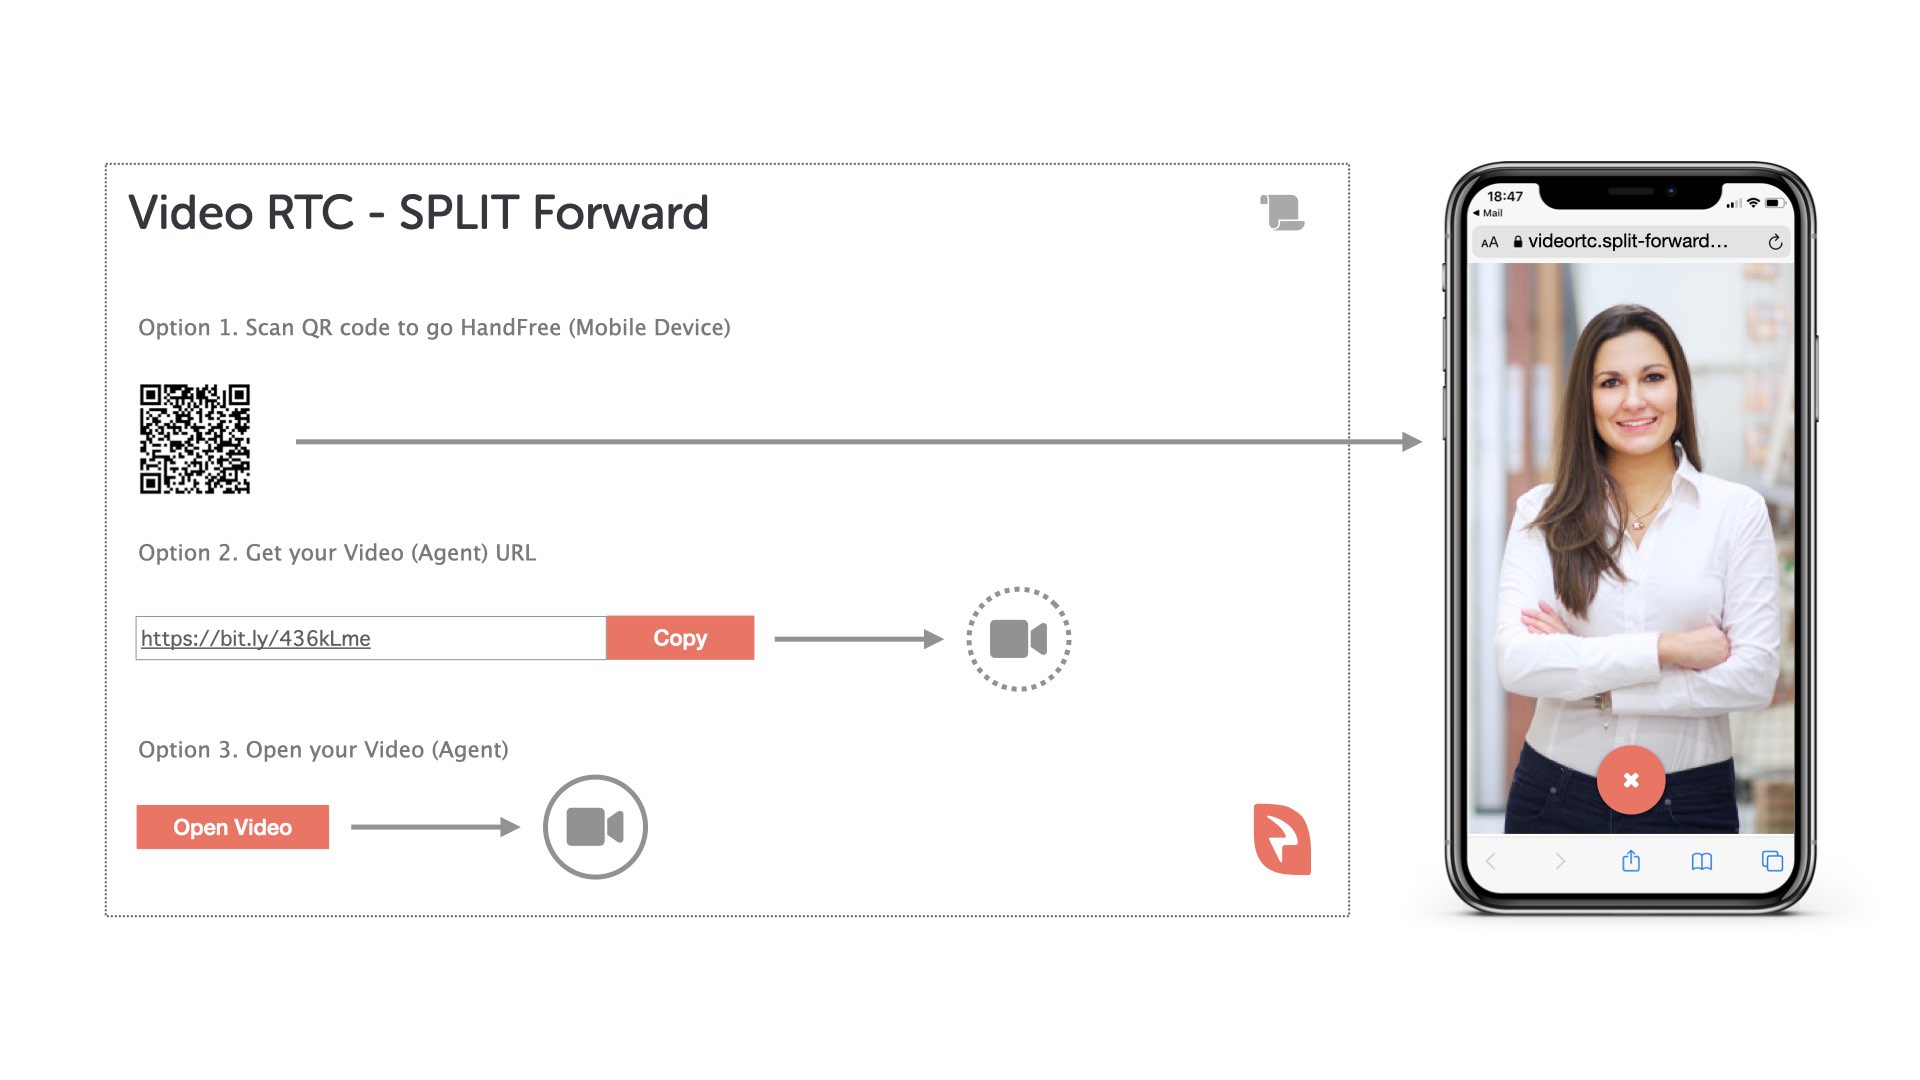 Video RTC - SPLIT Forward
Option 1. Scan QR code to go HandFree (Mobile Device)
Option 2. Get your Video (Agent) URL
https://bit.ly/436kLme
Copy
Option 3. Open your Video (Agent)
Open Video
18:47
Mail
AA
videortc.split-forward...